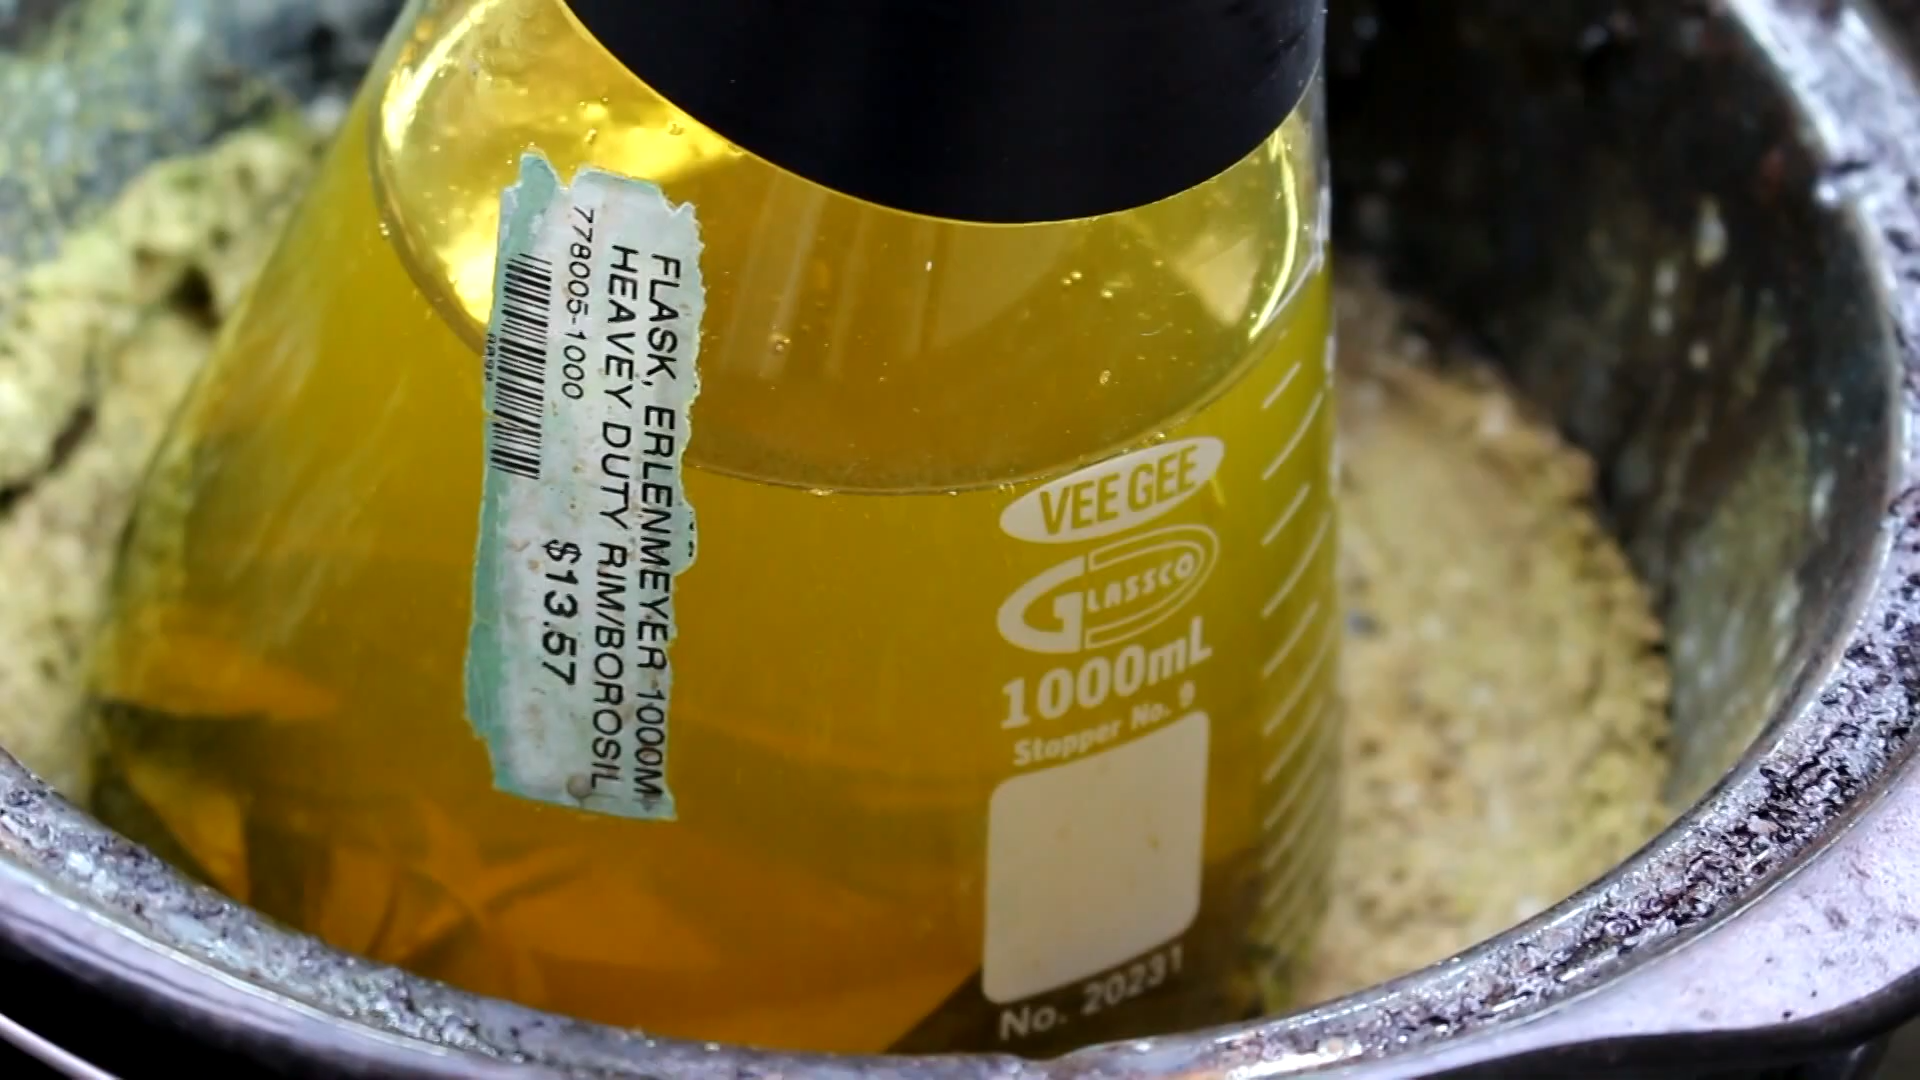 FLASK, ERLENMEYER 1000M
HEAVEY DUTY RIM/BOROSIL
778005-1000
$13.57
VEE GEE
GLASSCO
1000mL
Stopper No. 9
No. 20231